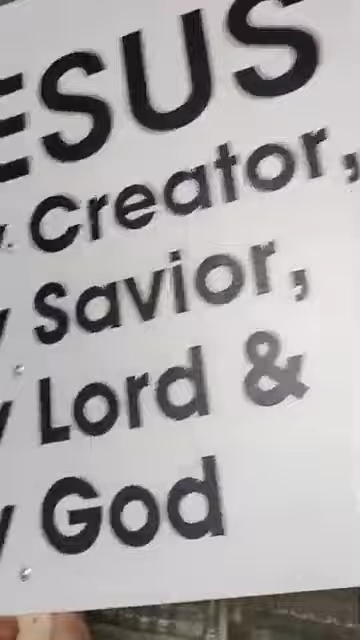 ESUS
y Creator,
y Savior,
y Lord &
y God